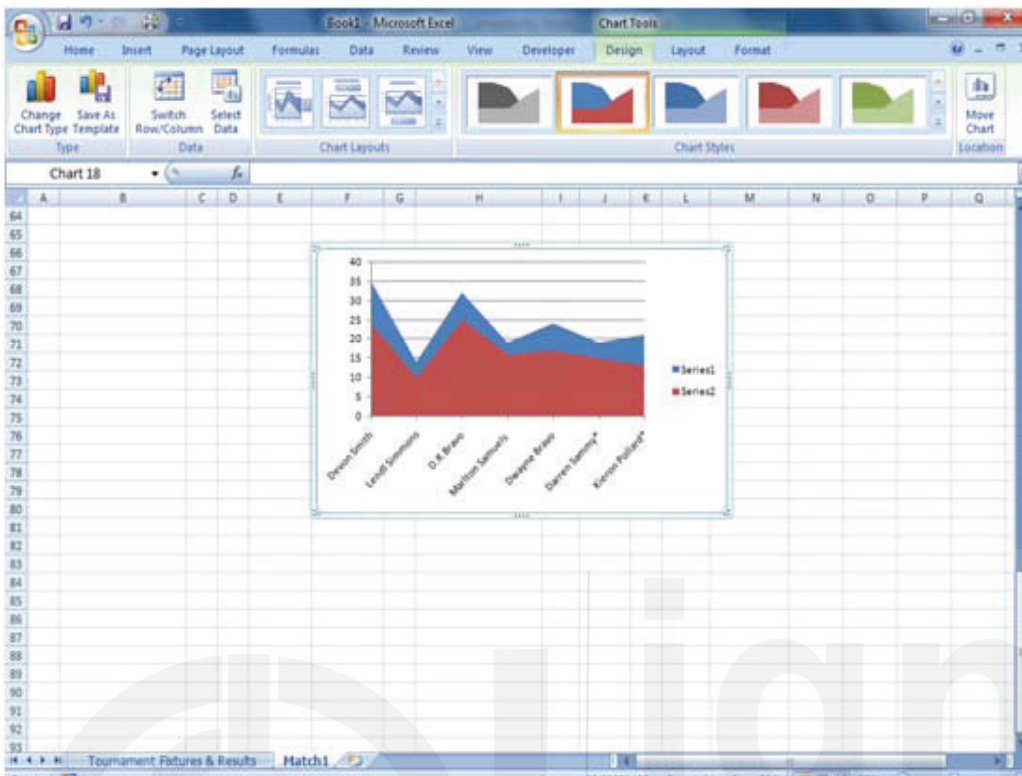 Book1 - Microsoft Excel
Chart Tools
Home Insert Page Layout Formulas Data Review View Developer Design Layout Format
Change Chart Type
Save As Template
Switch Row/Column
Select Data
Move Chart
Type Data Chart Layouts Chart Styles Location
Chart 18
fx
A B C D E F G H I J K L M N O P Q
64
65
66
67
68
69
70
71
72
73
74
75
76
77
78
79
80
81
82
83
84
85
86
87
88
89
90
91
92
93
40
35
30
25
20
15
10
5
0
Devon Smith
Lendl Simmons
D.R.Bravo
Marlton Samuels
Dwayne Bravo
Darren Sammy*
Kieron Pollard*
Series1
Series2
Tournament Fixtures & Results Match1